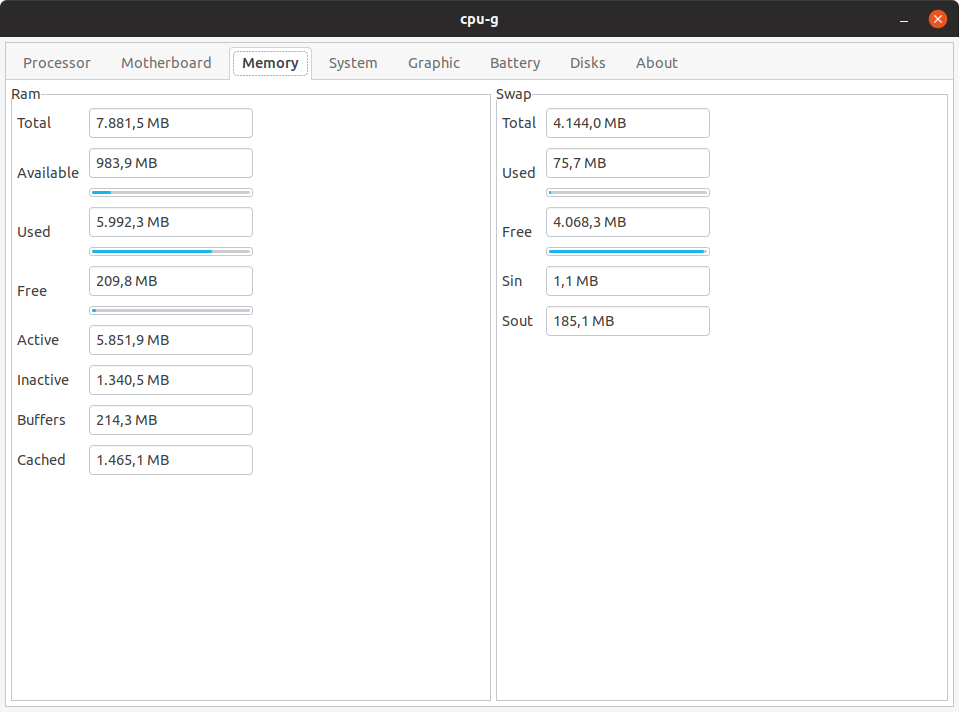 cpu-g
Processor Motherboard Memory System Graphic Battery Disks About
Ram
Total 7.881,5 MB
Available 983,9 MB
Used 5.992,3 MB
Free 209,8 MB
Active 5.851,9 MB
Inactive 1.340,5 MB
Buffers 214,3 MB
Cached 1.465,1 MB
Swap
Total 4.144,0 MB
Used 75,7 MB
Free 4.068,3 MB
Sin 1,1 MB
Sout 185,1 MB